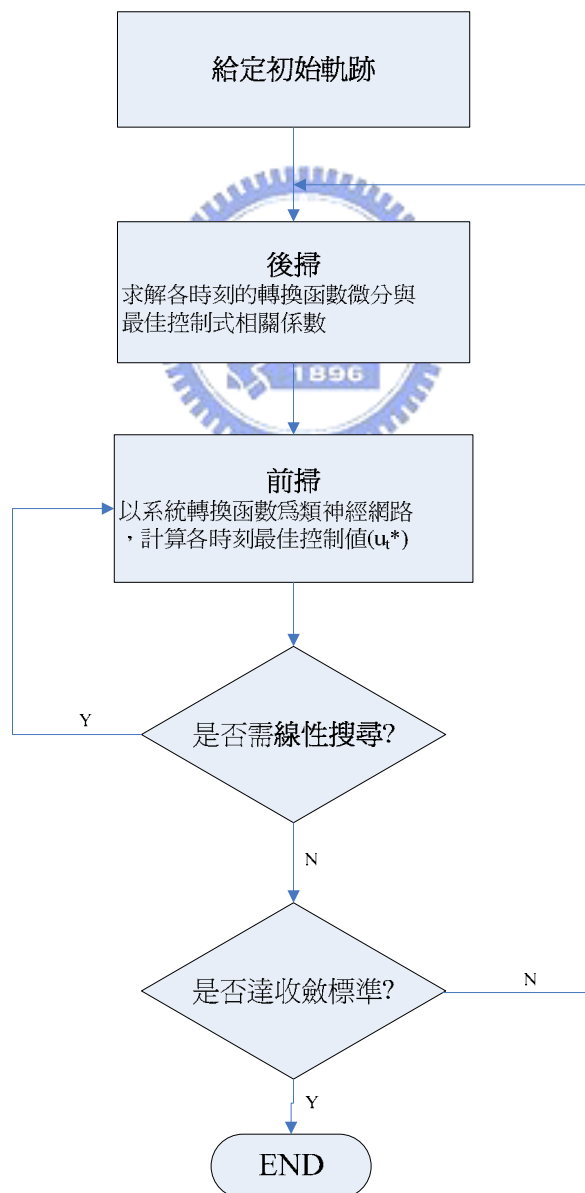 給定初始軌跡
後掃
求解各時刻的轉換函數微分與
最佳控制式相關係數
1896
前掃
以系統轉換函數為類神經網路
，計算各時刻最佳控制值(uₜ*)
Y
是否需線性搜尋?
N
是否達收斂標準?
N
Y
END